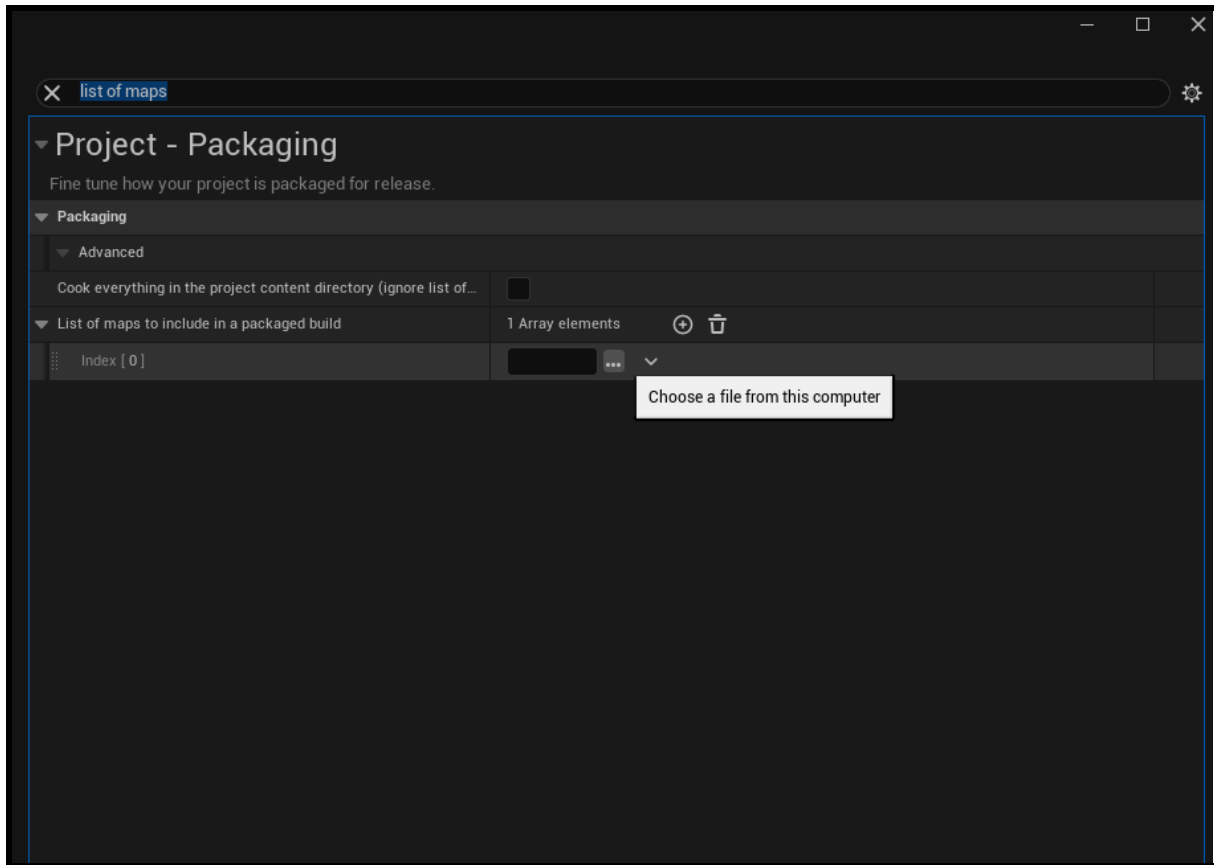 list of maps
Project - Packaging
Fine tune how your project is packaged for release.
Packaging
Advanced
Cook everything in the project content directory (ignore list of...
List of maps to include in a packaged build 1 Array elements
Index [ 0 ]
Choose a file from this computer